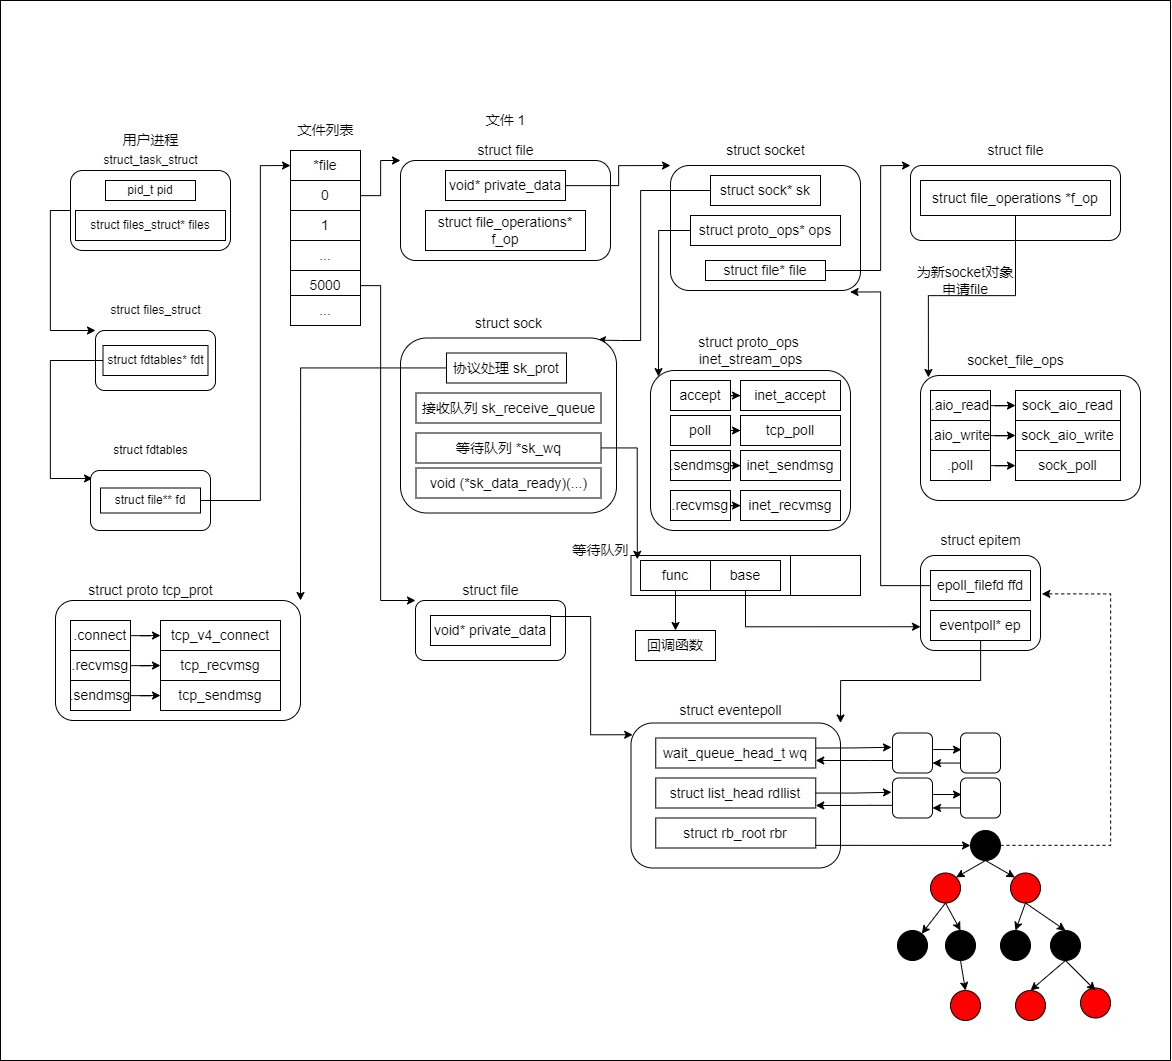 用户进程
struct_task_struct
pid_t pid
struct files_struct* files
struct files_struct
struct fdtables* fdt
struct fdtables
struct file** fd
文件列表
*file
0
1
...
5000
...
文件 1
struct file
void* private_data
struct file_operations*
f_op
struct socket
struct sock* sk
struct proto_ops* ops
struct file* file
struct file
struct file_operations *f_op
为新socket对象
申请file
socket_file_ops
.aio_read
sock_aio_read
.aio_write
sock_aio_write
.poll
sock_poll
struct sock
协议处理 sk_prot
接收队列 sk_receive_queue
等待队列 *sk_wq
void (*sk_data_ready)(...)
struct proto_ops
inet_stream_ops
accept
inet_accept
poll
tcp_poll
.sendmsg
inet_sendmsg
.recvmsg
inet_recvmsg
等待队列
func
base
回调函数
struct epitem
epoll_filefd ffd
eventpoll* ep
struct proto tcp_prot
.connect
tcp_v4_connect
.recvmsg
tcp_recvmsg
.sendmsg
tcp_sendmsg
struct file
void* private_data
struct eventepoll
wait_queue_head_t wq
struct list_head rdllist
struct rb_root rbr